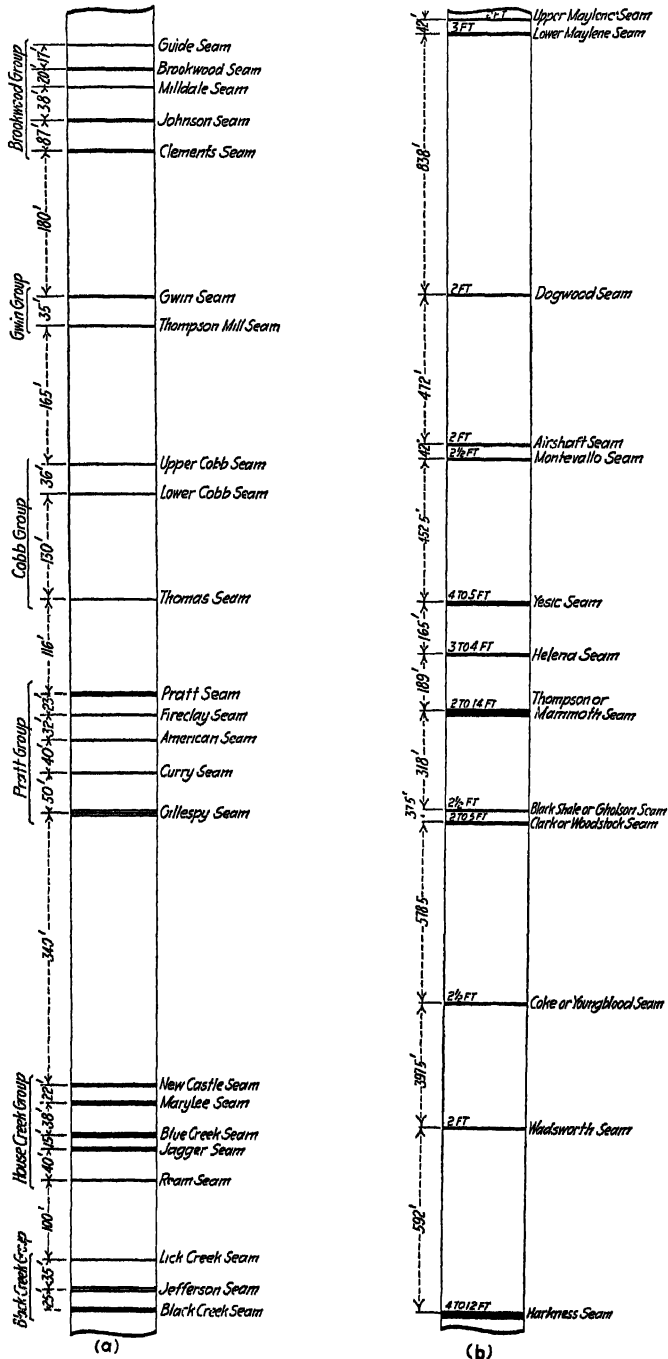 Brookwood Group
17'
Guide Seam
20'
Brookwood Seam
38'
Milldale Seam
87'
Johnson Seam
Clements Seam
180'
Gwin Group
Gwin Seam
35'
Thompson Mill Seam
165'
Cobb Group
Upper Cobb Seam
36'
Lower Cobb Seam
130'
Thomas Seam
116'
Pratt Group
Pratt Seam
23'
Fireclay Seam
32'
American Seam
40'
Curry Seam
50'
Gillespy Seam
340'
House Creek Group
New Castle Seam
22'
Mary Lee Seam
38'
Blue Creek Seam
15'
Jagger Seam
40'
Ream Seam
100'
Black Creek Group
Lick Creek Seam
35'
Jefferson Seam
25'
Black Creek Seam
(a)
42'
FT
Upper Maylene Seam
3 FT
Lower Maylene Seam
838'
2 FT
Dogwood Seam
472'
2 FT
Airshaft Seam
42'
2½ FT
Montevallo Seam
452.5'
4 TO 5 FT
Yesic Seam
165'
3 TO 4 FT
Helena Seam
189'
2 TO 14 FT
Thompson or
Mammoth Seam
318'
2½ FT
Black Shale or Gholson Seam
37.5'
2 TO 5 FT
Clark or Woodstock Seam
578.5
2½ FT
Coke or Youngblood Seam
397.5'
2 FT
Wadsworth Seam
592'
4 TO 12 FT
Harkness Seam
(b)